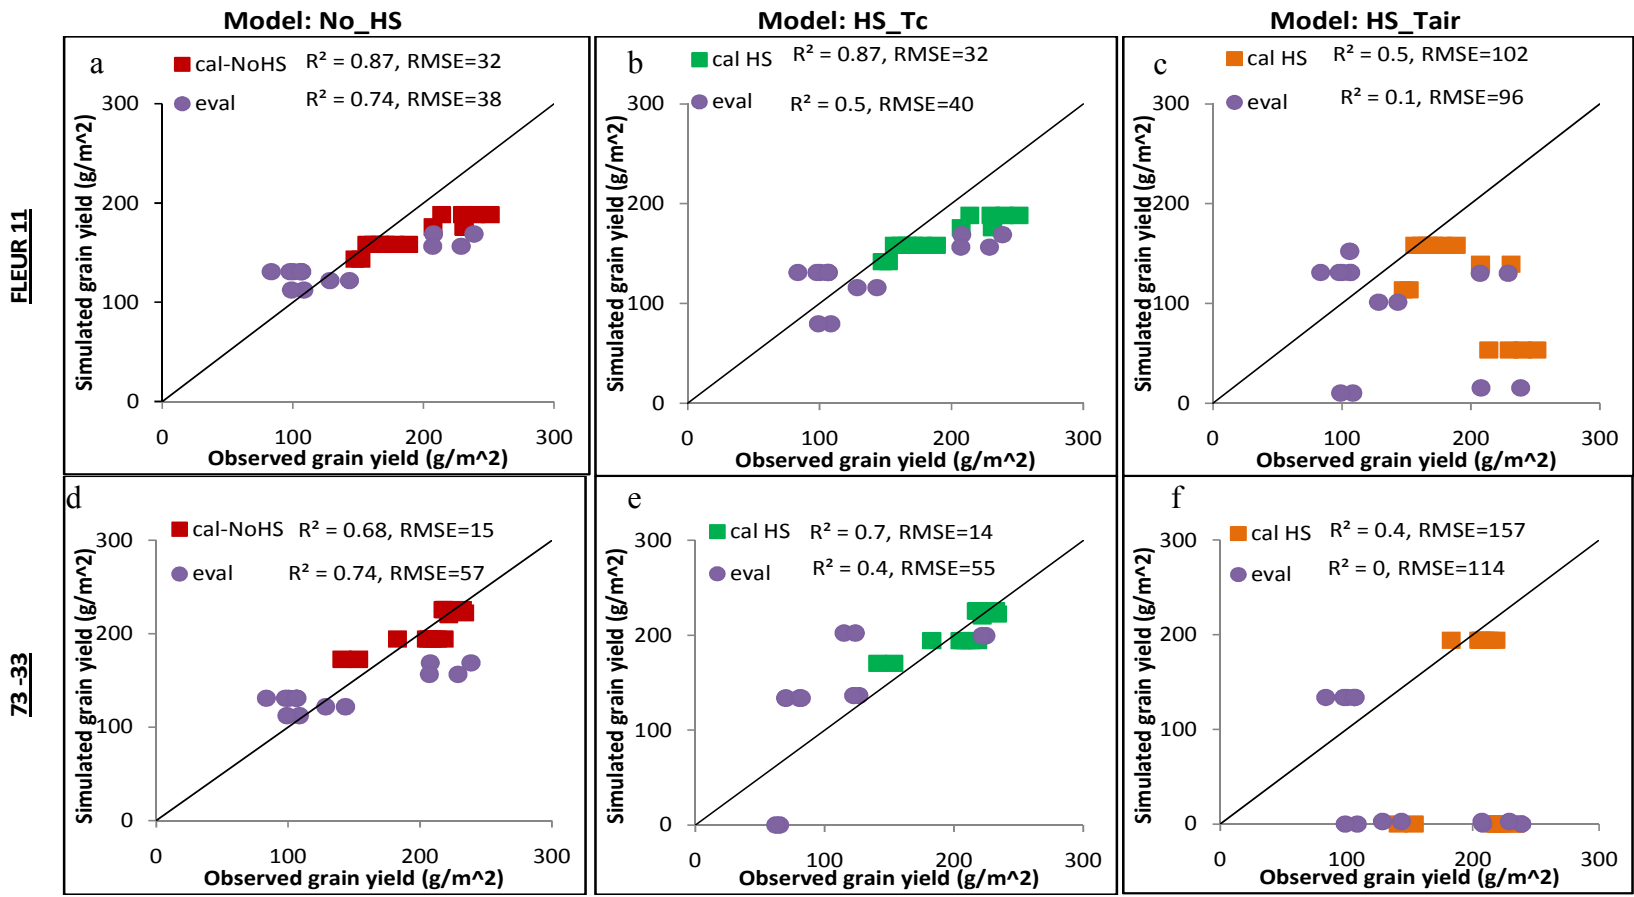 Model: No_HS
Model: HS_Tc
Model: HS_Tair
FLEUR 11
a
cal-NoHS
R² = 0.87, RMSE=32
eval
R² = 0.74, RMSE=38
Simulated grain yield (g/m^2)
300
200
100
0
0 100 200 300
Observed grain yield (g/m^2)
b
cal HS
R² = 0.87, RMSE=32
eval
R² = 0.5, RMSE=40
Simulated grain yield (g/m^2)
300
200
100
0
0 100 200 300
Observed grain yield (g/m^2)
c
cal HS
R² = 0.5, RMSE=102
eval
R² = 0.1, RMSE=96
Simulated grain yield (g/m^2)
300
200
100
0
0 100 200 300
Observed grain yield (g/m^2)
73 -33
d
cal-NoHS
R² = 0.68, RMSE=15
eval
R² = 0.74, RMSE=57
Simulated grain yield (g/m^2)
300
200
100
0
0 100 200 300
Observed grain yield (g/m^2)
e
cal HS
R² = 0.7, RMSE=14
eval
R² = 0.4, RMSE=55
Simulated grain yield (g/m^2)
300
200
100
0
0 100 200 300
Observed grain yield (g/m^2)
f
cal HS
R² = 0.4, RMSE=157
eval
R² = 0, RMSE=114
Simulated grain yield (g/m^2)
300
200
100
0
0 100 200 300
Observed grain yield (g/m^2)